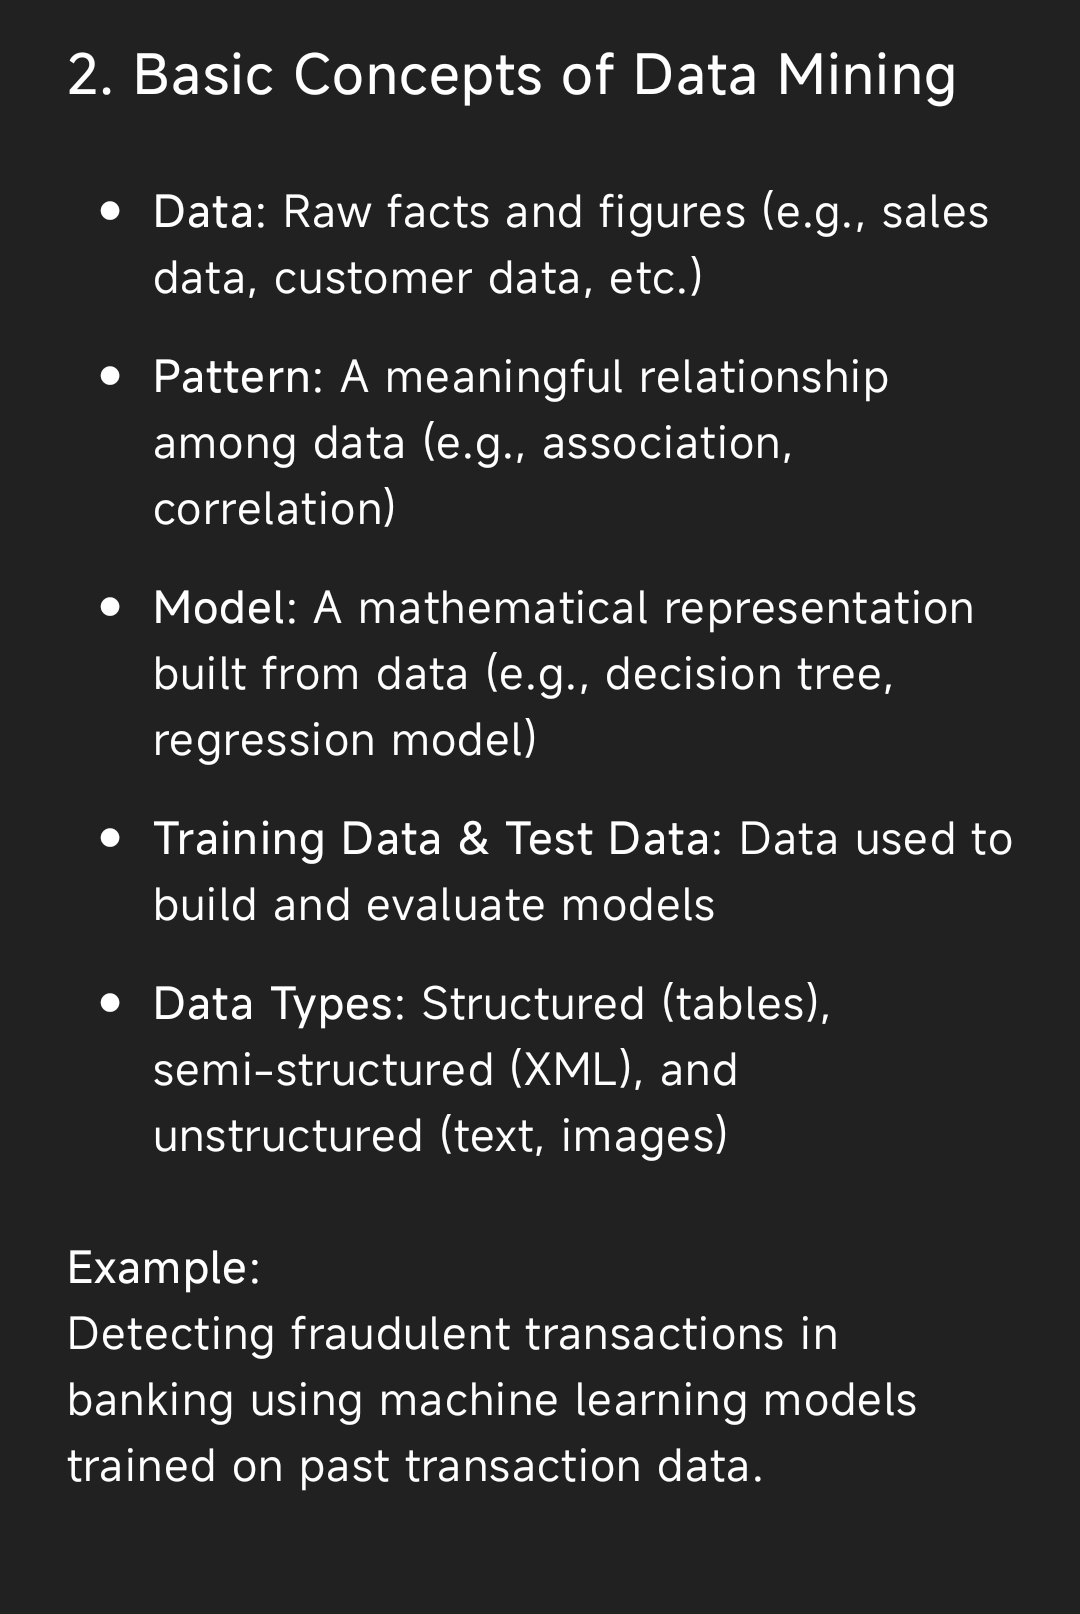 2. Basic Concepts of Data Mining
• Data: Raw facts and figures (e.g., sales
data, customer data, etc.)
• Pattern: A meaningful relationship
among data (e.g., association,
correlation)
• Model: A mathematical representation
built from data (e.g., decision tree,
regression model)
• Training Data & Test Data: Data used to
build and evaluate models
• Data Types: Structured (tables),
semi-structured (XML), and
unstructured (text, images)
Example:
Detecting fraudulent transactions in
banking using machine learning models
trained on past transaction data.